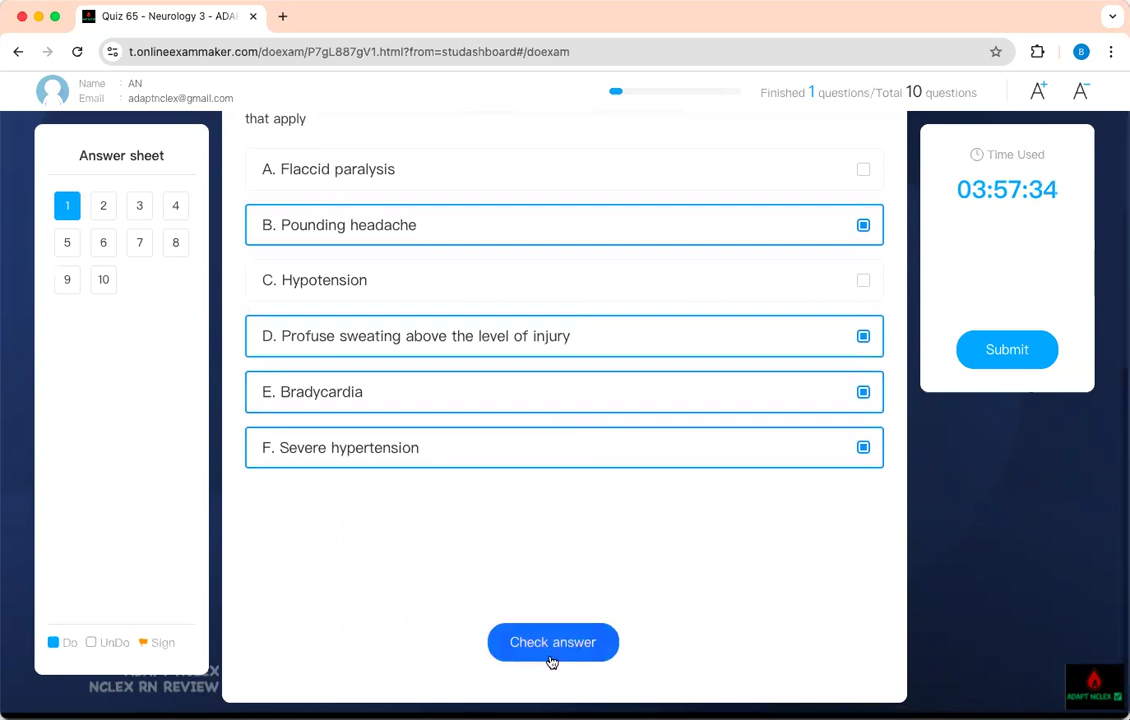 Quiz 65 - Neurology 3 - ADA
t.onlineexammaker.com/doexam/P7gL887gV1.html?from=studashboard#/doexam
B
Name : AN
Email : adaptnclex@gmail.com
Finished 1 questions/Total 10 questions
A+
A-
Answer sheet
1 2 3 4
5 6 7 8
9 10
Do UnDo Sign
NCLEX RN REVIEW
that apply
A. Flaccid paralysis
B. Pounding headache
C. Hypotension
D. Profuse sweating above the level of injury
E. Bradycardia
F. Severe hypertension
Check answer
Time Used
03:57:34
Submit
ADAPT NCLEX